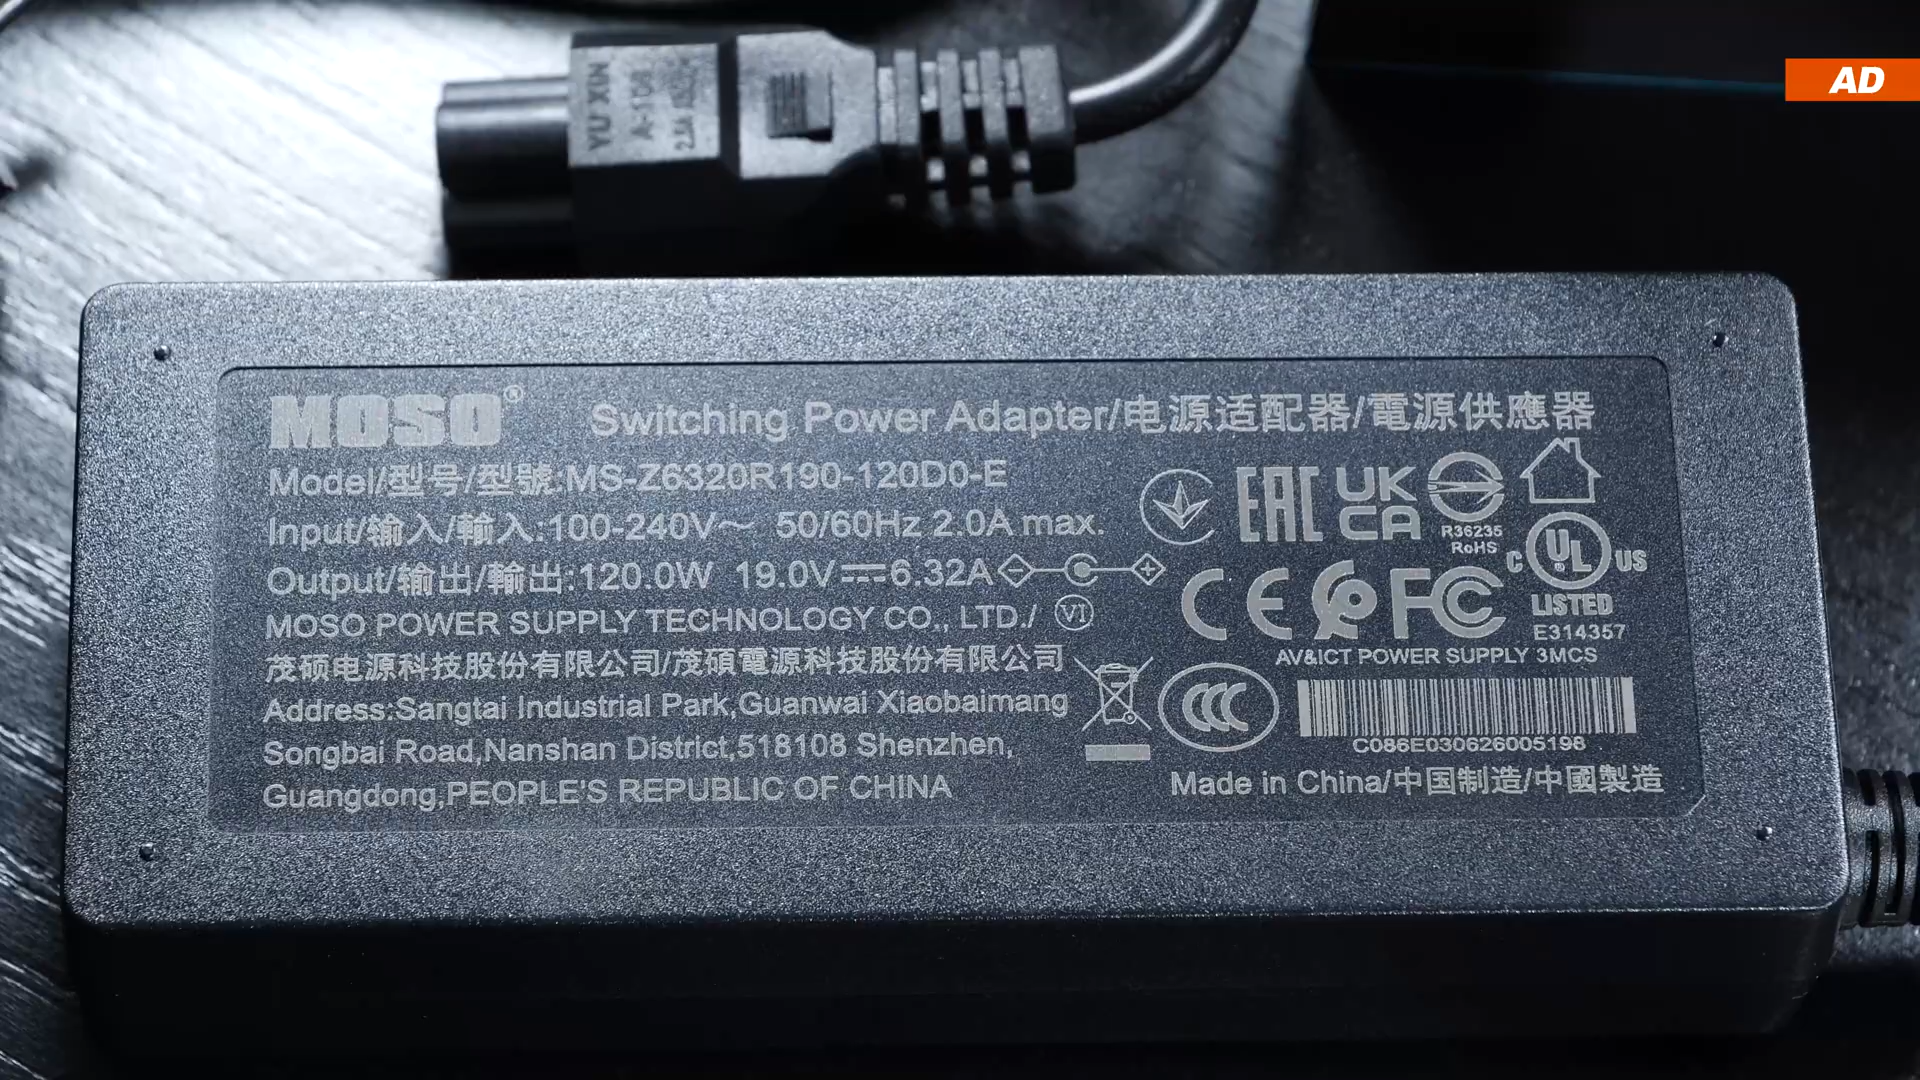 AD
YU XIN
A-108
2.5A
MOSO®
Switching Power Adapter/电源适配器/電源供應器
Model/型号/型號:MS-Z6320R190-120D0-E
Input/输入/輸入:100-240V～ 50/60Hz 2.0A max.
Output/输出/輸出:120.0W 19.0V⎓6.32A
MOSO POWER SUPPLY TECHNOLOGY CO., LTD./ VI
茂硕电源科技股份有限公司/茂碩電源科技股份有限公司
Address:Sangtai Industrial Park,Guanwai Xiaobaimang
Songbai Road,Nanshan District,518108 Shenzhen,
Guangdong,PEOPLE'S REPUBLIC OF CHINA
EAC UKCA
R36235
RoHS
C UL US
LISTED
E314357
CE FC
AV&ICT POWER SUPPLY 3MCS
CCC
C086E030626005198
Made in China/中国制造/中國製造